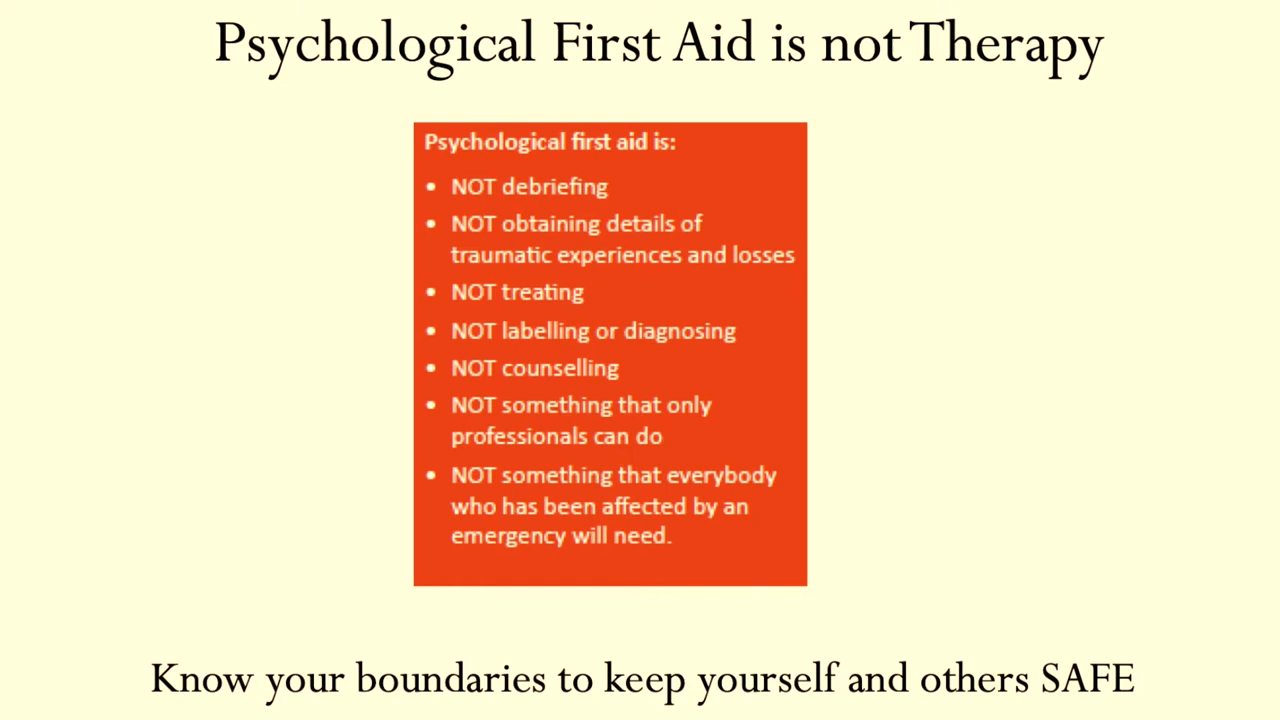 Psychological First Aid is not Therapy
Psychological first aid is:
• NOT debriefing
• NOT obtaining details of
traumatic experiences and losses
• NOT treating
• NOT labelling or diagnosing
• NOT counselling
• NOT something that only
professionals can do
• NOT something that everybody
who has been affected by an
emergency will need.
Know your boundaries to keep yourself and others SAFE